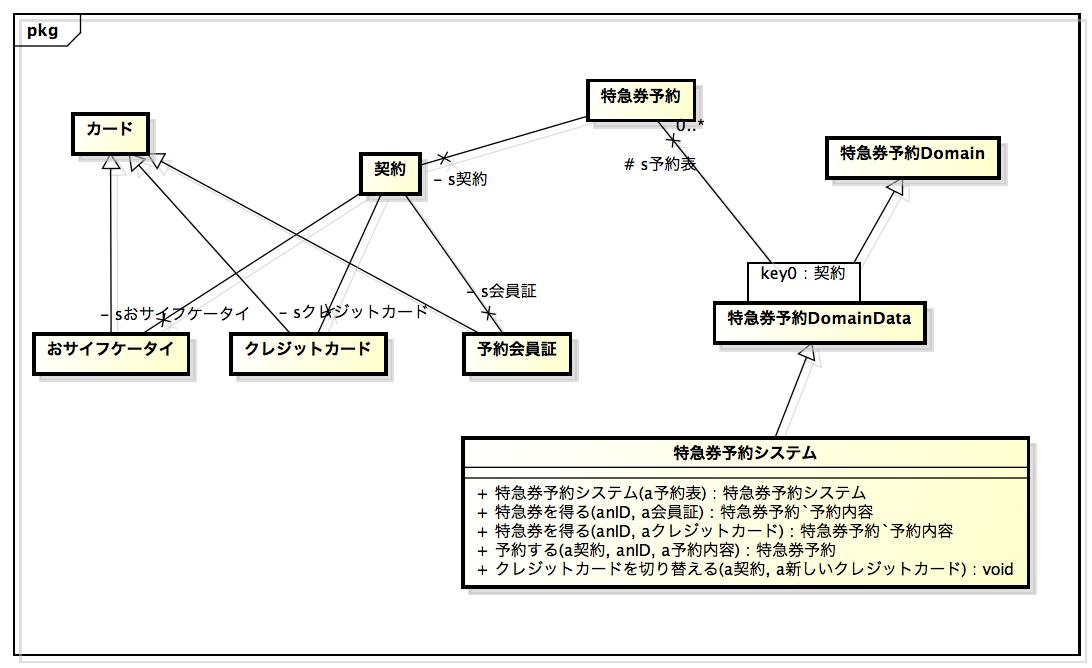 pkg
特急券予約
カード
0..*
特急券予約Domain
契約
- s契約
# s予約表
key0 : 契約
- s会員証
- sおサイフケータイ
- sクレジットカード
特急券予約DomainData
おサイフケータイ
クレジットカード
予約会員証
特急券予約システム
+ 特急券予約システム(a予約表) : 特急券予約システム
+ 特急券を得る(anID, a会員証) : 特急券予約`予約内容
+ 特急券を得る(anID, aクレジットカード) : 特急券予約`予約内容
+ 予約する(a契約, anID, a予約内容) : 特急券予約
+ クレジットカードを切り替える(a契約, a新しいクレジットカード) : void